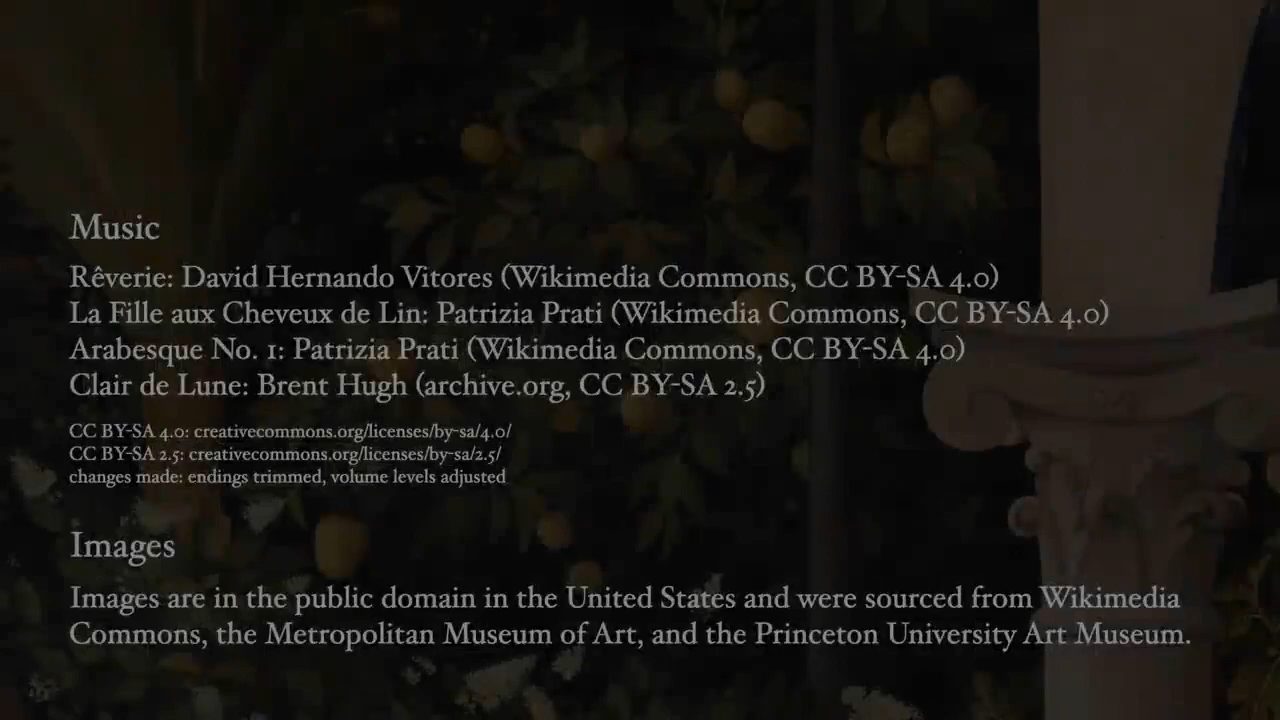 Music
Rêverie: David Hernando Vitores (Wikimedia Commons, CC BY-SA 4.0)
La Fille aux Cheveux de Lin: Patrizia Prati (Wikimedia Commons, CC BY-SA 4.0)
Arabesque No. 1: Patrizia Prati (Wikimedia Commons, CC BY-SA 4.0)
Clair de Lune: Brent Hugh (archive.org, CC BY-SA 2.5)
CC BY-SA 4.0: creativecommons.org/licenses/by-sa/4.0/
CC BY-SA 2.5: creativecommons.org/licenses/by-sa/2.5/
changes made: endings trimmed, volume levels adjusted
Images
Images are in the public domain in the United States and were sourced from Wikimedia
Commons, the Metropolitan Museum of Art, and the Princeton University Art Museum.